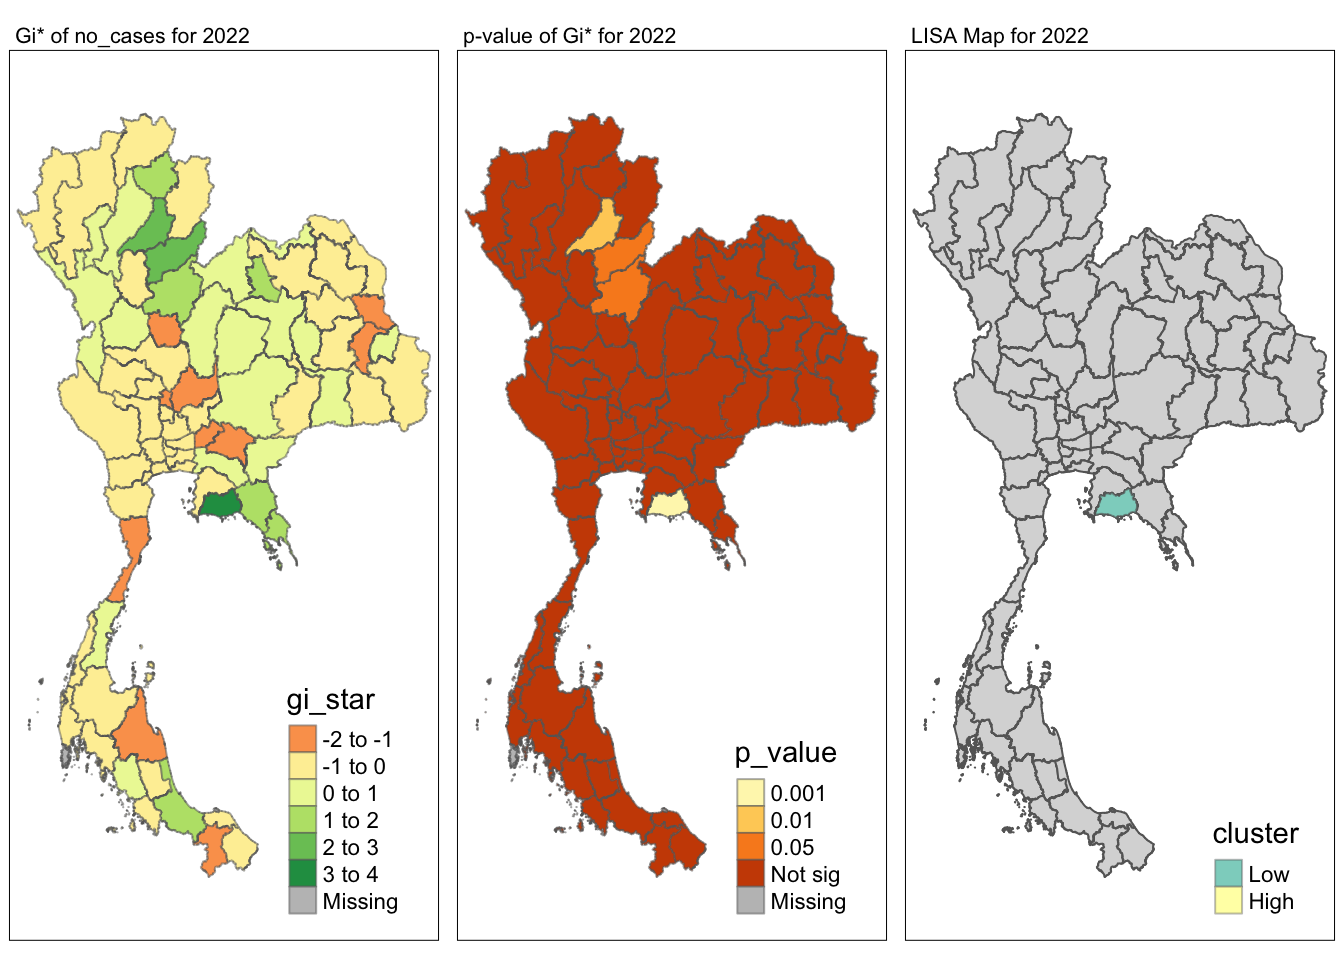 Gi* of no_cases for 2022
gi_star
-2 to -1
-1 to 0
0 to 1
1 to 2
2 to 3
3 to 4
Missing
p-value of Gi* for 2022
p_value
0.001
0.01
0.05
Not sig
Missing
LISA Map for 2022
cluster
Low
High